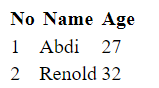 No Name Age
1 Abdi 27
2 Renold 32